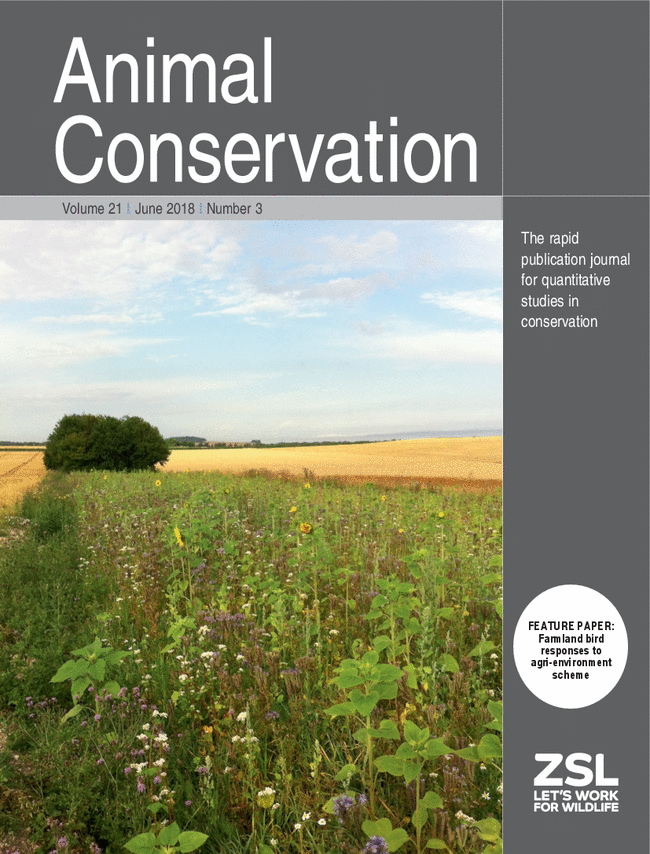 Animal
Conservation
Volume 21 | June 2018 | Number 3
The rapid
publication journal
for quantitative
studies in
conservation
FEATURE PAPER:
Farmland bird
responses to
agri-environment
scheme
ZSL
LET'S WORK
FOR WILDLIFE